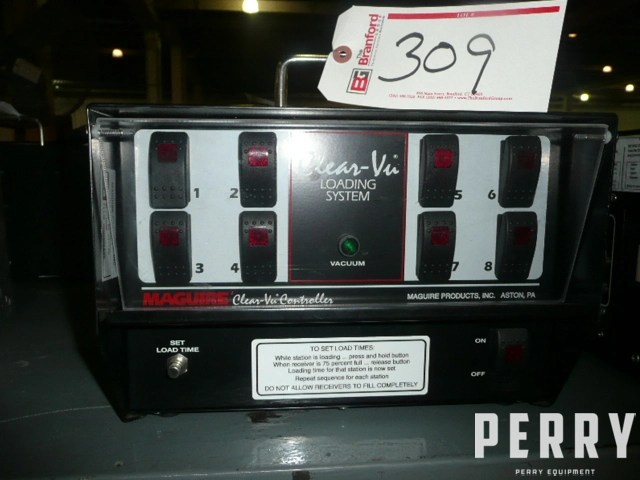 The Branford
BG
309
Clear-Vu
LOADING
SYSTEM
VACUUM
1
2
3
4
5
6
7
8
MAGUIRE Clear-Vu Controller
MAGUIRE PRODUCTS, INC. ASTON, PA
SET
LOAD TIME
TO SET LOAD TIMES:
While station is loading ... press and hold button
When receiver is 75 percent full ... release button
Loading time for that station is now set
Repeat sequence for each station
DO NOT ALLOW RECEIVERS TO FILL COMPLETELY
ON
OFF
PERRY
PERRY EQUIPMENT